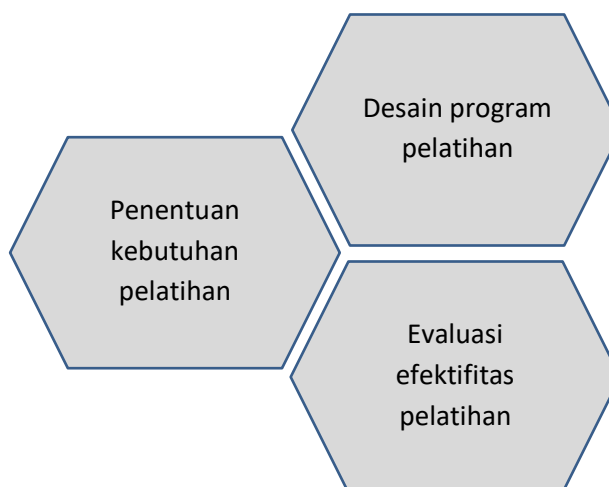 Desain program
pelatihan
Penentuan
kebutuhan
pelatihan
Evaluasi
efektifitas
pelatihan